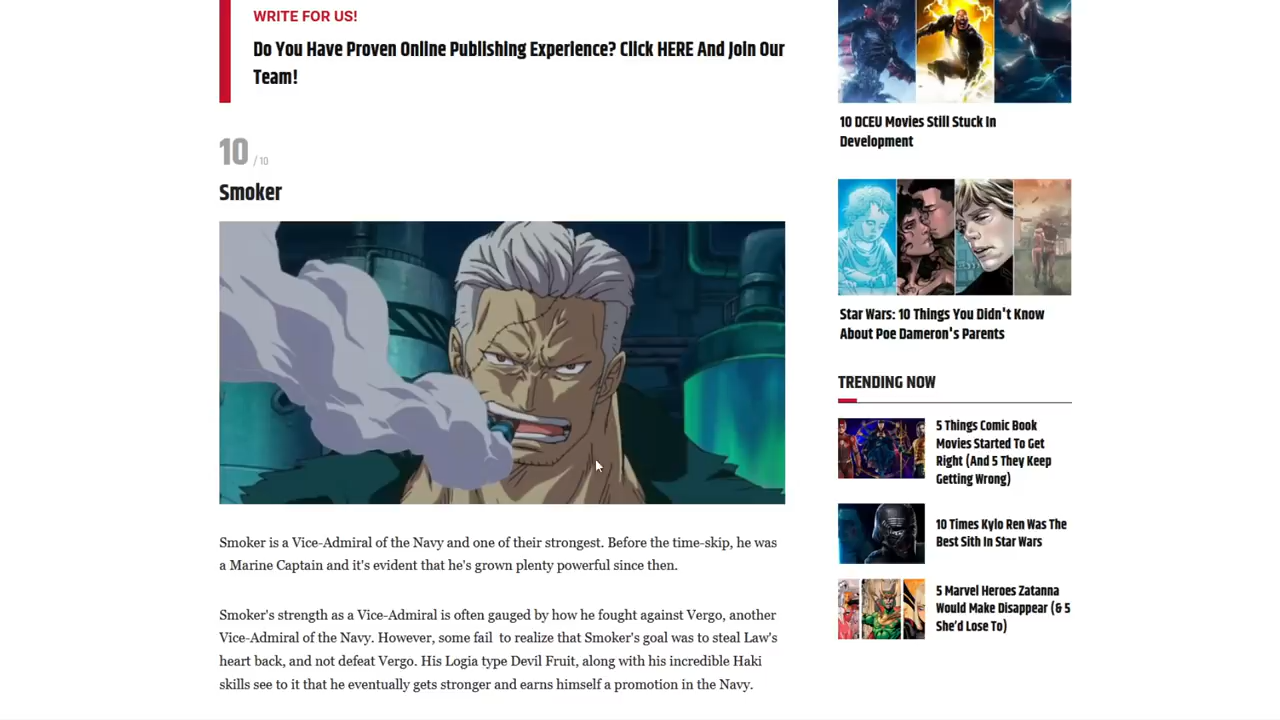 WRITE FOR US!
Do You Have Proven Online Publishing Experience? Click HERE And Join Our
Team!
10 / 10
Smoker
Smoker is a Vice-Admiral of the Navy and one of their strongest. Before the time-skip, he was
a Marine Captain and it's evident that he's grown plenty powerful since then.
Smoker's strength as a Vice-Admiral is often gauged by how he fought against Vergo, another
Vice-Admiral of the Navy. However, some fail to realize that Smoker's goal was to steal Law's
heart back, and not defeat Vergo. His Logia type Devil Fruit, along with his incredible Haki
skills see to it that he eventually gets stronger and earns himself a promotion in the Navy.
10 DCEU Movies Still Stuck In
Development
Star Wars: 10 Things You Didn't Know
About Poe Dameron's Parents
TRENDING NOW
5 Things Comic Book
Movies Started To Get
Right (And 5 They Keep
Getting Wrong)
10 Times Kylo Ren Was The
Best Sith In Star Wars
5 Marvel Heroes Zatanna
Would Make Disappear (& 5
She'd Lose To)